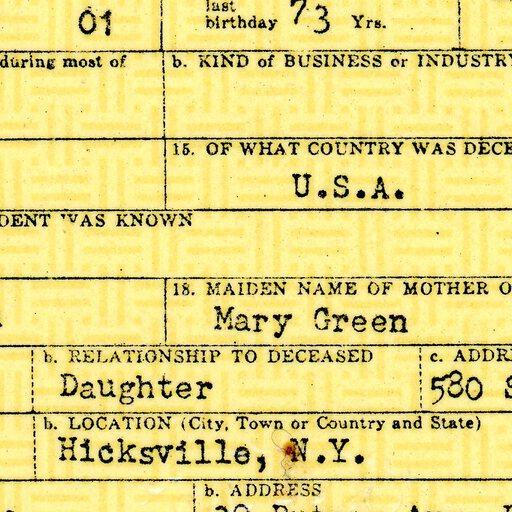 01
last
birthday 73 Yrs.
during most of
b. KIND of BUSINESS or INDUSTRY
15. OF WHAT COUNTRY WAS DECE
U.S.A.
DENT WAS KNOWN
18. MAIDEN NAME OF MOTHER O
Mary Green
b. RELATIONSHIP TO DECEASED
c. ADDR
Daughter
580 S
b. LOCATION (City, Town or Country and State)
Hicksville, N.Y.
b. ADDRESS